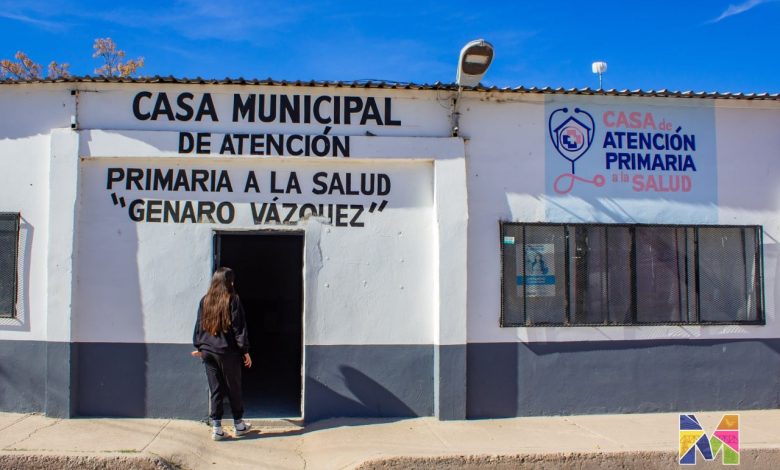 CASA MUNICIPAL
DE ATENCIÓN
PRIMARIA A LA SALUD
"GENARO VÁZQUEZ"
CASA de
ATENCIÓN
PRIMARIA
a la SALUD